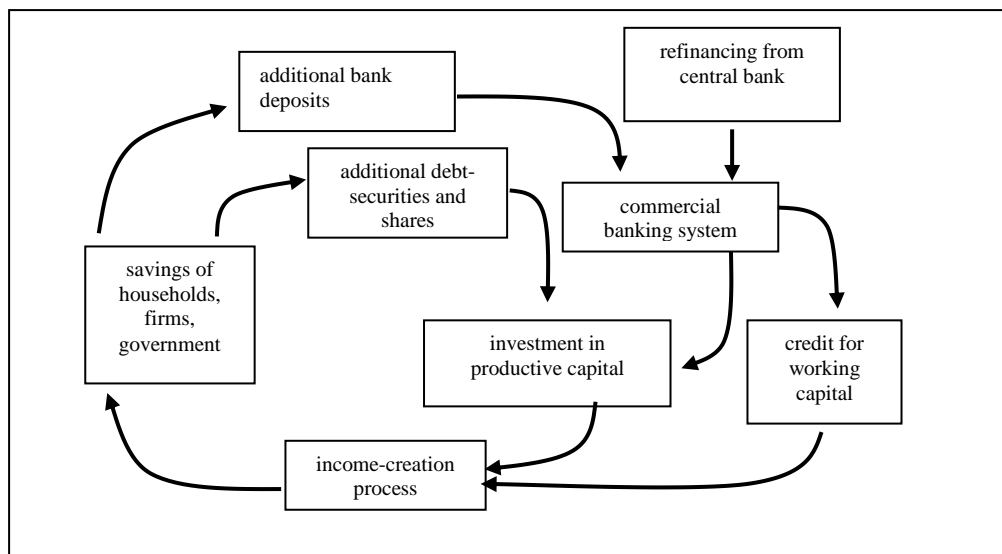 additional bank
deposits
refinancing from
central bank
additional debt-
securities and
shares
commercial
banking system
savings of
households,
firms,
government
investment in
productive capital
credit for
working
capital
income-creation
process